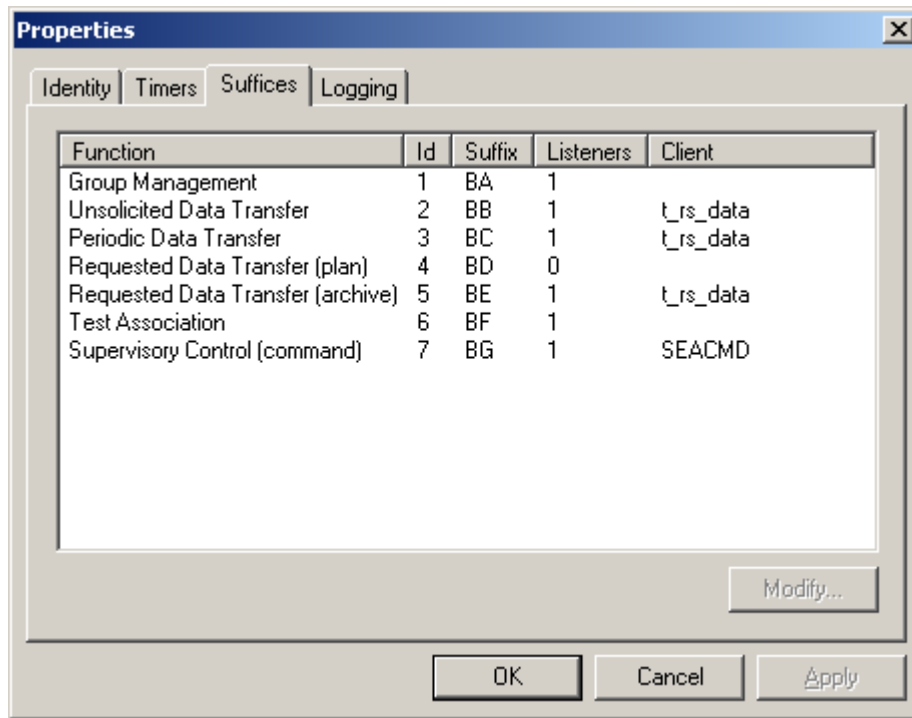 Properties
Identity Timers Suffices Logging
Function Id Suffix Listeners Client
Group Management 1 BA 1
Unsolicited Data Transfer 2 BB 1 t_rs_data
Periodic Data Transfer 3 BC 1 t_rs_data
Requested Data Transfer (plan) 4 BD 0
Requested Data Transfer (archive) 5 BE 1 t_rs_data
Test Association 6 BF 1
Supervisory Control (command) 7 BG 1 SEACMD
Modify...
OK Cancel Apply